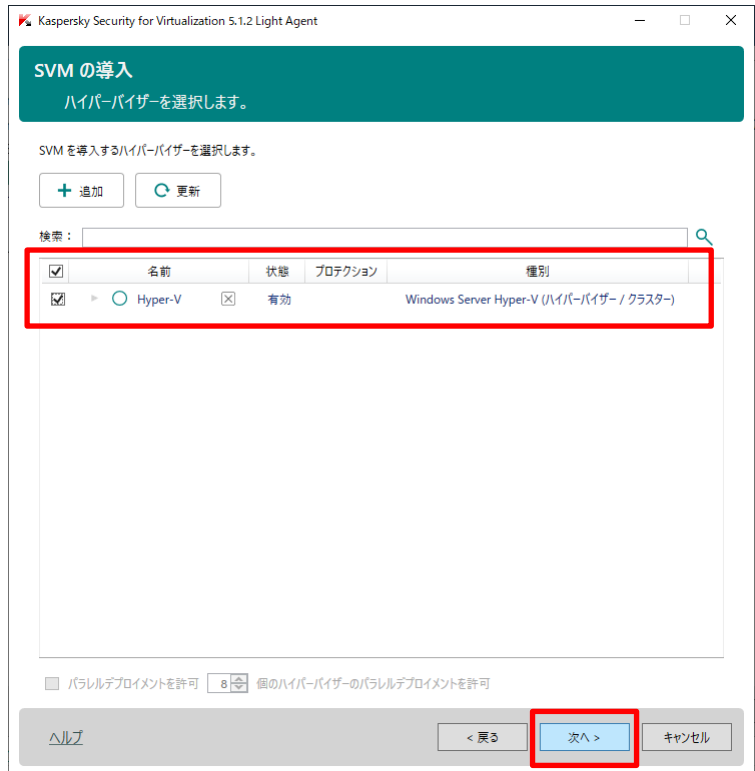 Kaspersky Security for Virtualization 5.1.2 Light Agent
SVM の導入
ハイパーバイザーを選択します。
SVM を導入するハイパーバイザーを選択します。
追加 更新
検索：
名前 状態 プロテクション 種別
Hyper-V 有効 Windows Server Hyper-V (ハイパーバイザー / クラスター)
パラレルデプロイメントを許可 8 個のハイパーバイザーのパラレルデプロイメントを許可
ヘルプ < 戻る 次へ > キャンセル